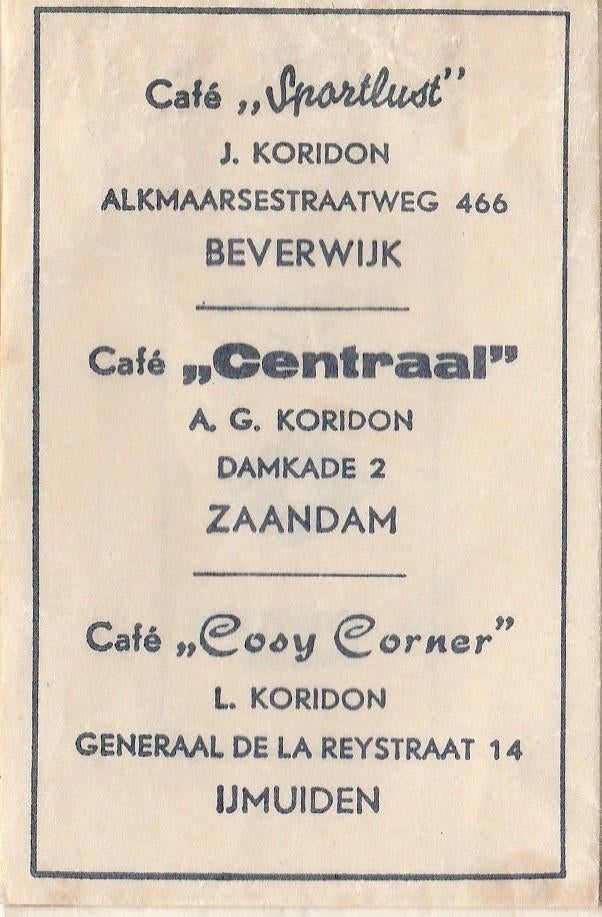 Café „Sportlust”
J. KORIDON
ALKMAARSESTRAATWEG 466
BEVERWIJK
Café „Centraal”
A. G. KORIDON
DAMKADE 2
ZAANDAM
Café „Cosy Corner”
L. KORIDON
GENERAAL DE LA REYSTRAAT 14
IJMUIDEN